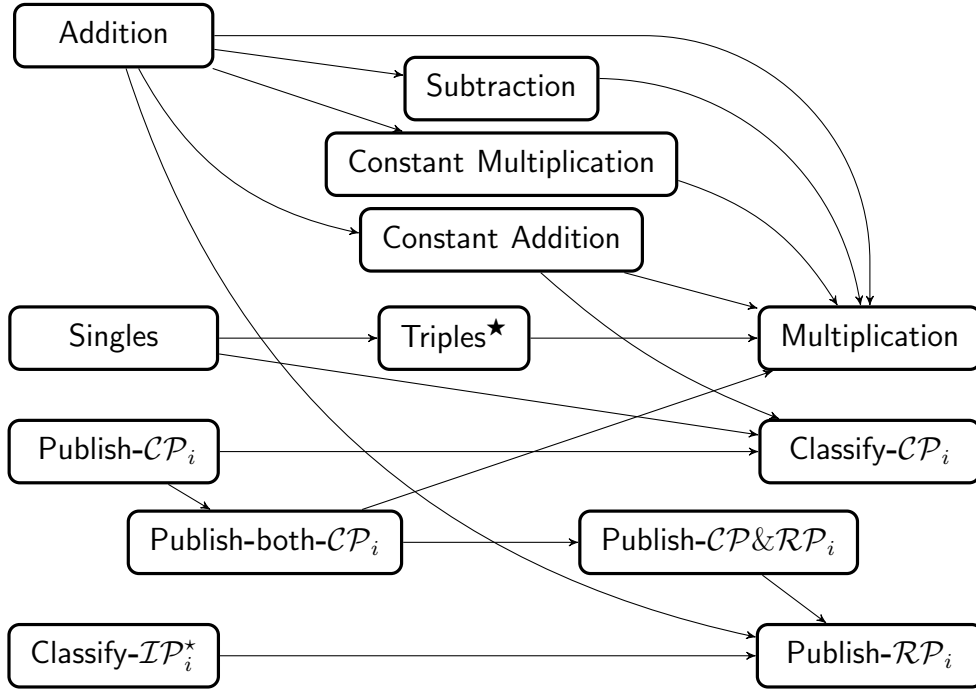 Addition
Subtraction
Constant Multiplication
Constant Addition
Singles
Triples★
Multiplication
Publish-𝒞𝒫ᵢ
Classify-𝒞𝒫ᵢ
Publish-both-𝒞𝒫ᵢ
Publish-𝒞𝒫&ℛ𝒫ᵢ
Classify-ℐ𝒫ᵢ⋆
Publish-ℛ𝒫ᵢ